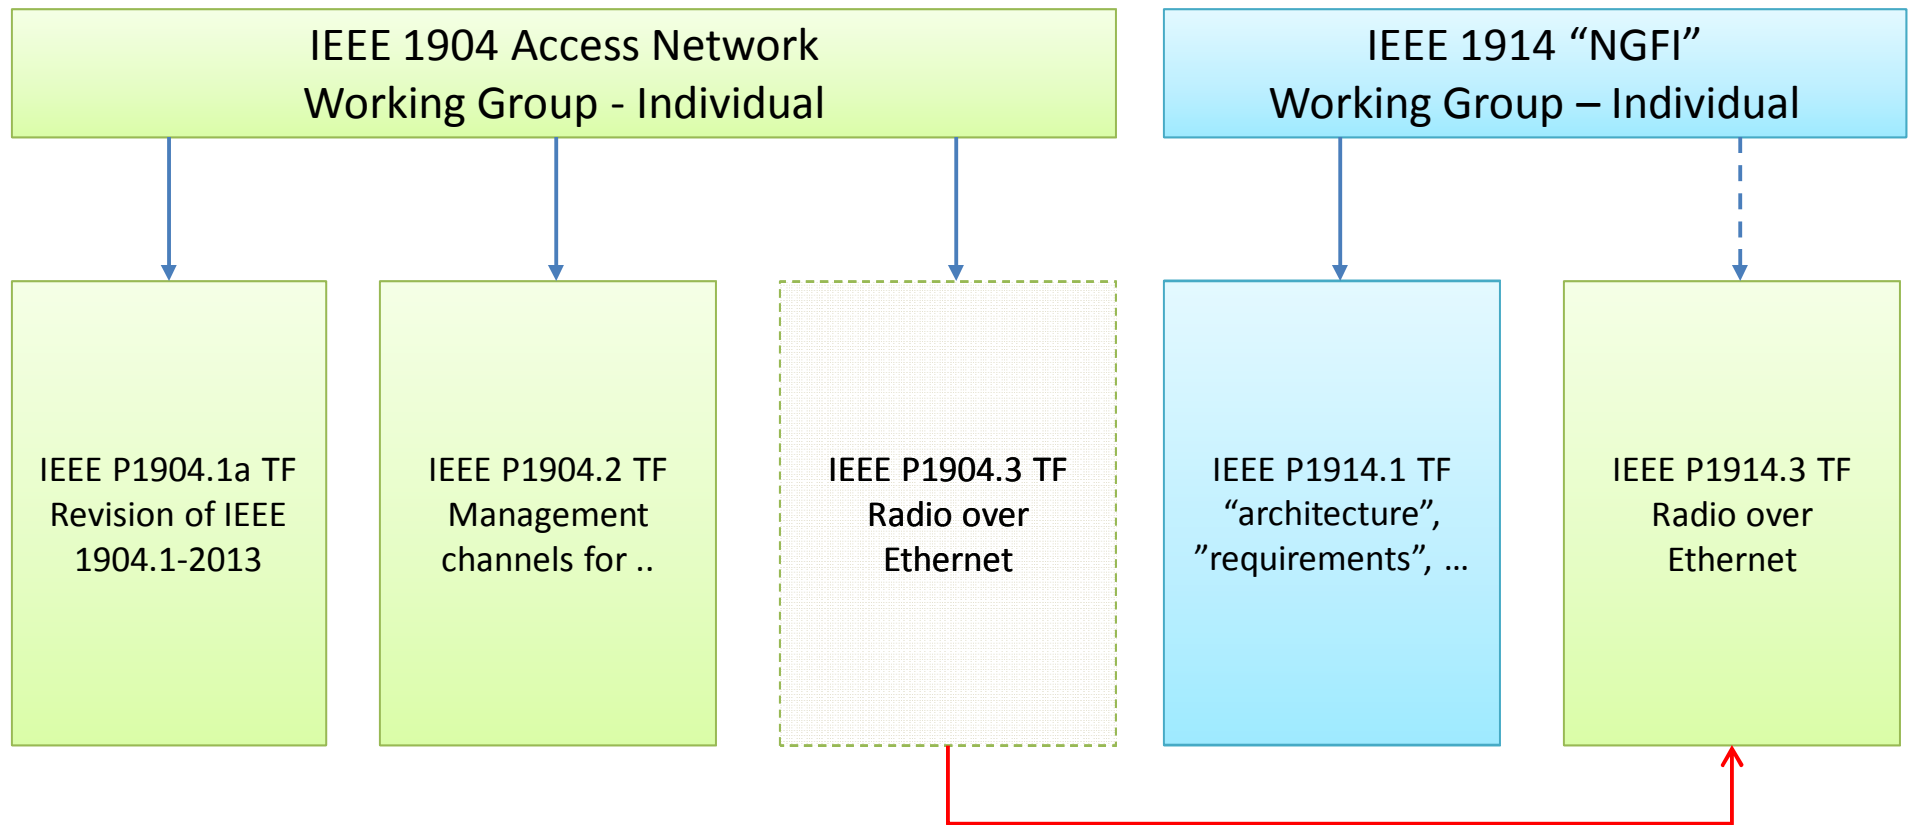 IEEE 1904 Access Network
Working Group - Individual
IEEE 1914 “NGFI”
Working Group – Individual
IEEE P1904.1a TF
Revision of IEEE
1904.1-2013
IEEE P1904.2 TF
Management
channels for ..
IEEE P1904.3 TF
Radio over
Ethernet
IEEE P1914.1 TF
“architecture”,
”requirements”, …
IEEE P1914.3 TF
Radio over
Ethernet